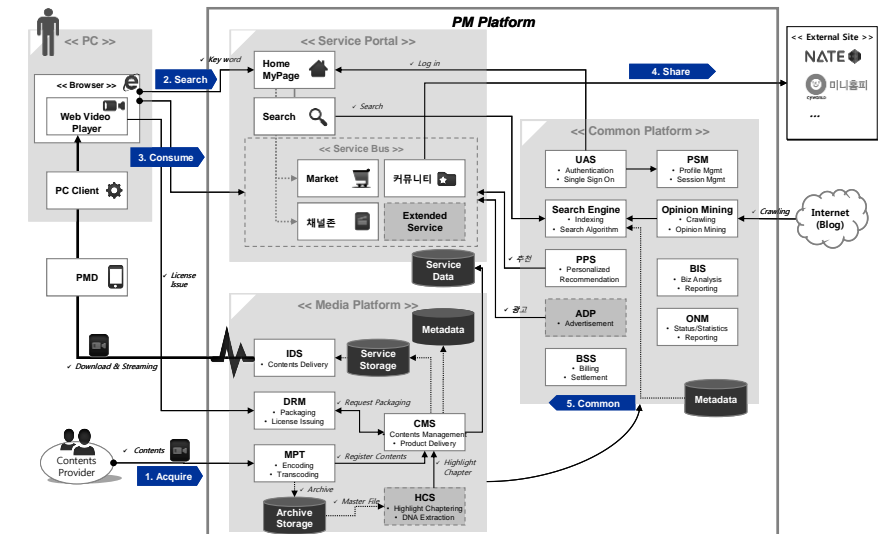 PM Platform
<< PC >>
<< Browser >>
Web Video
Player
PC Client
PMD
✓ Download & Streaming
✓ License
Issue
✓ Key word
2. Search
3. Consume
<< Service Portal >>
Home
MyPage
Search
✓ Log in
✓ Search
<< Service Bus >>
Market
커뮤니티
채널존
Extended
Service
Service
Data
4. Share
<< External Site >>
NATE
CYWORLD
미니홈피
...
<< Common Platform >>
UAS
• Authentication
• Single Sign On
PSM
• Profile Mgmt
• Session Mgmt
Search Engine
• Indexing
• Search Algorithm
Opinion Mining
• Crawling
• Opinion Mining
✓ Crawling
Internet
(Blog)
✓ 추천
PPS
• Personalized
Recommendation
BIS
• Biz Analysis
• Reporting
✓ 광고
ADP
• Advertisement
ONM
• Status/Statistics
• Reporting
BSS
• Billing
• Settlement
Metadata
5. Common
<< Media Platform >>
Metadata
IDS
• Contents Delivery
Service
Storage
DRM
• Packaging
• License Issuing
✓ Request Packaging
CMS
• Contents Management
• Product Delivery
MPT
• Encoding
• Transcoding
✓ Register Contents
✓ Highlight
Chapter
✓ Archive
Archive
Storage
✓ Master File
HCS
• Highlight Chaptering
• DNA Extraction
Contents
Provider
✓ Contents
1. Acquire